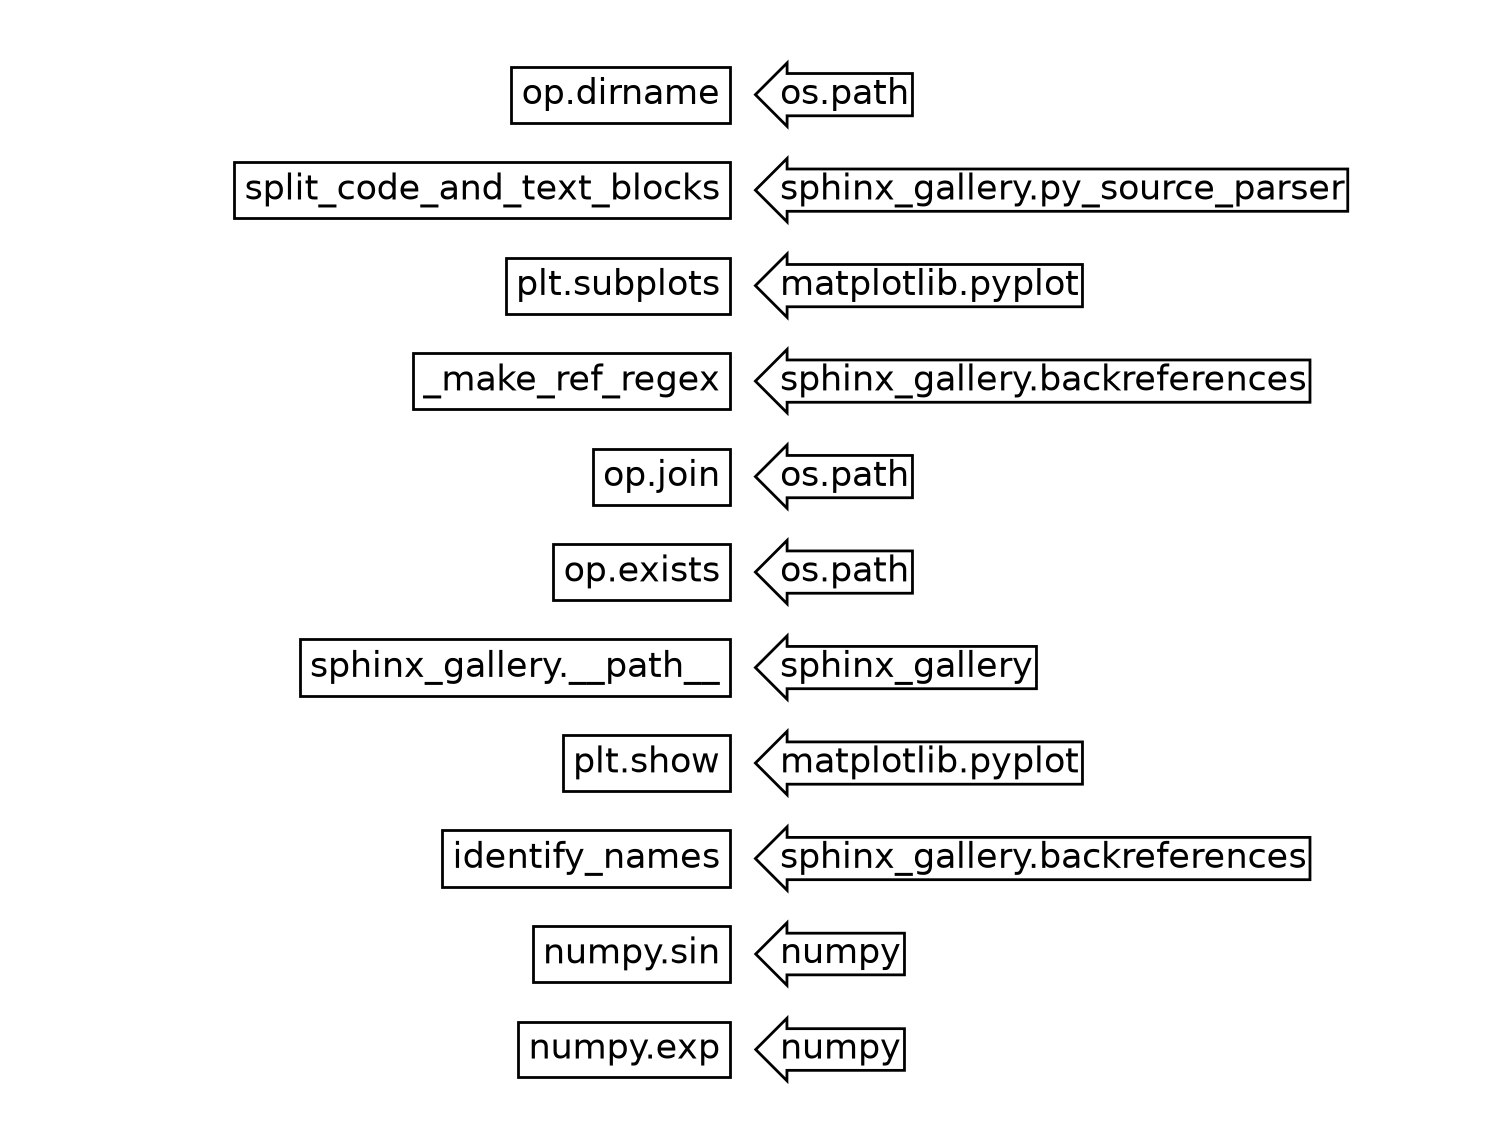 op.dirname os.path
split_code_and_text_blocks sphinx_gallery.py_source_parser
plt.subplots matplotlib.pyplot
_make_ref_regex sphinx_gallery.backreferences
op.join os.path
op.exists os.path
sphinx_gallery.__path__ sphinx_gallery
plt.show matplotlib.pyplot
identify_names sphinx_gallery.backreferences
numpy.sin numpy
numpy.exp numpy